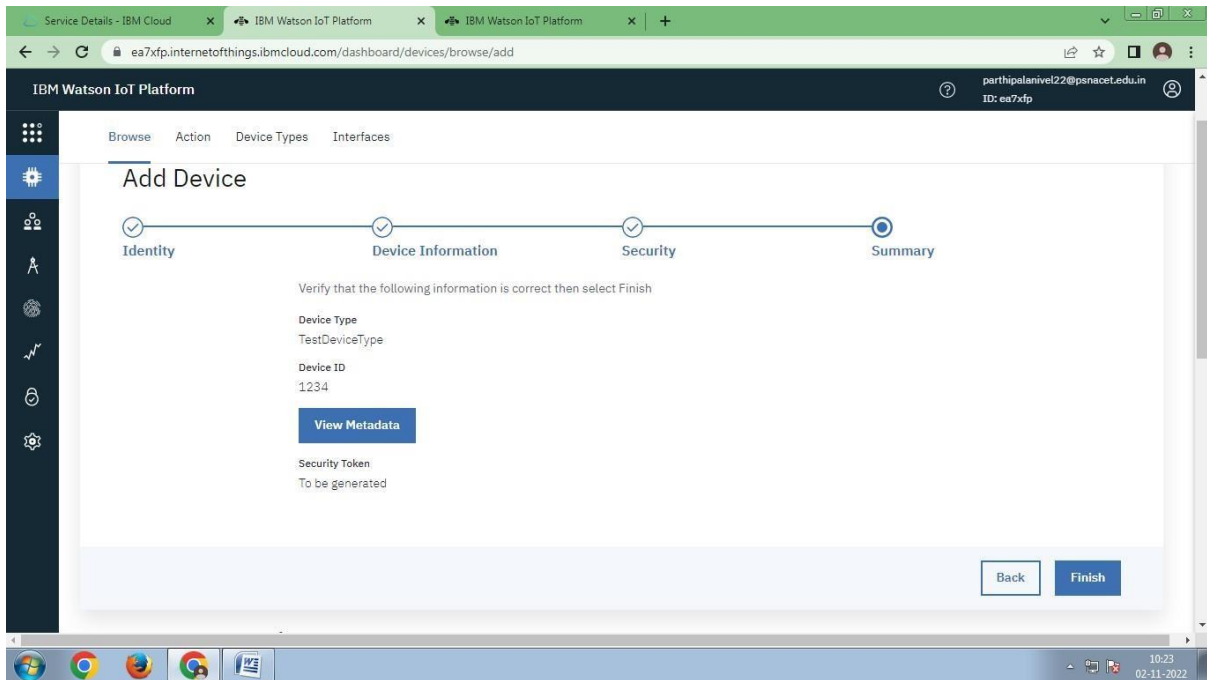 Service Details - IBM Cloud
IBM Watson IoT Platform
IBM Watson IoT Platform
ea7xfp.internetofthings.ibmcloud.com/dashboard/devices/browse/add
IBM Watson IoT Platform
parthipalanivel22@psnacet.edu.in
ID: ea7xfp
Browse Action Device Types Interfaces
Add Device
Identity Device Information Security Summary
Verify that the following information is correct then select Finish
Device Type
TestDeviceType
Device ID
1234
View Metadata
Security Token
To be generated
Back Finish
10:23
02-11-2022